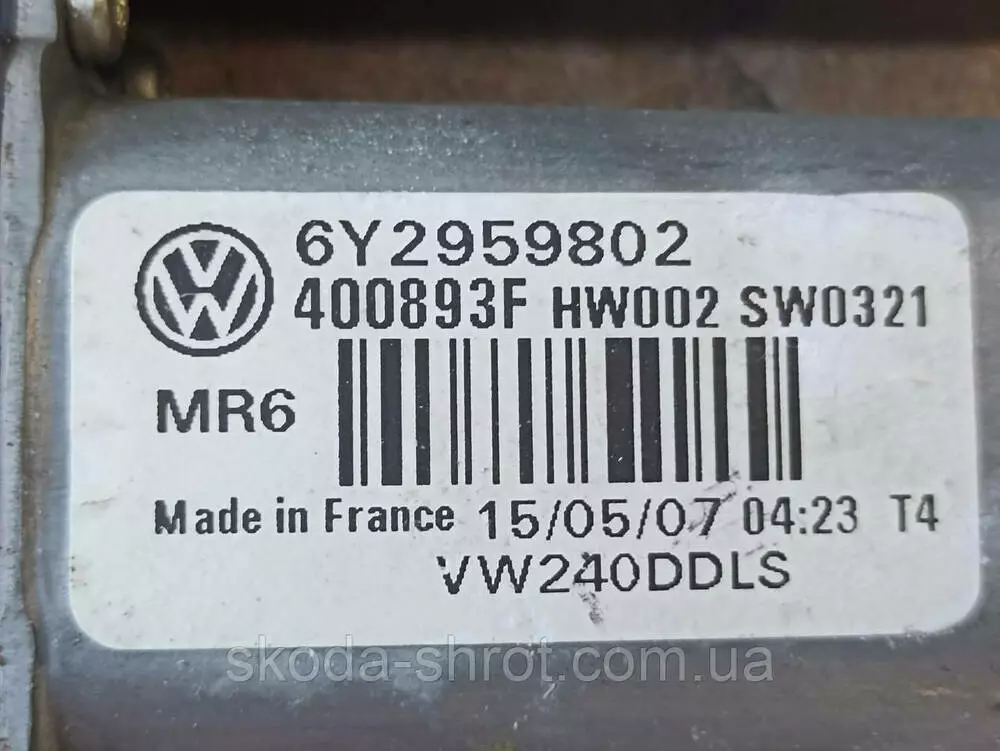 6Y2959802
400893F HW002 SW0321
MR6
Made in France 15/05/07 04:23 T4
VW240DDLS
skoda-shrot.com.ua